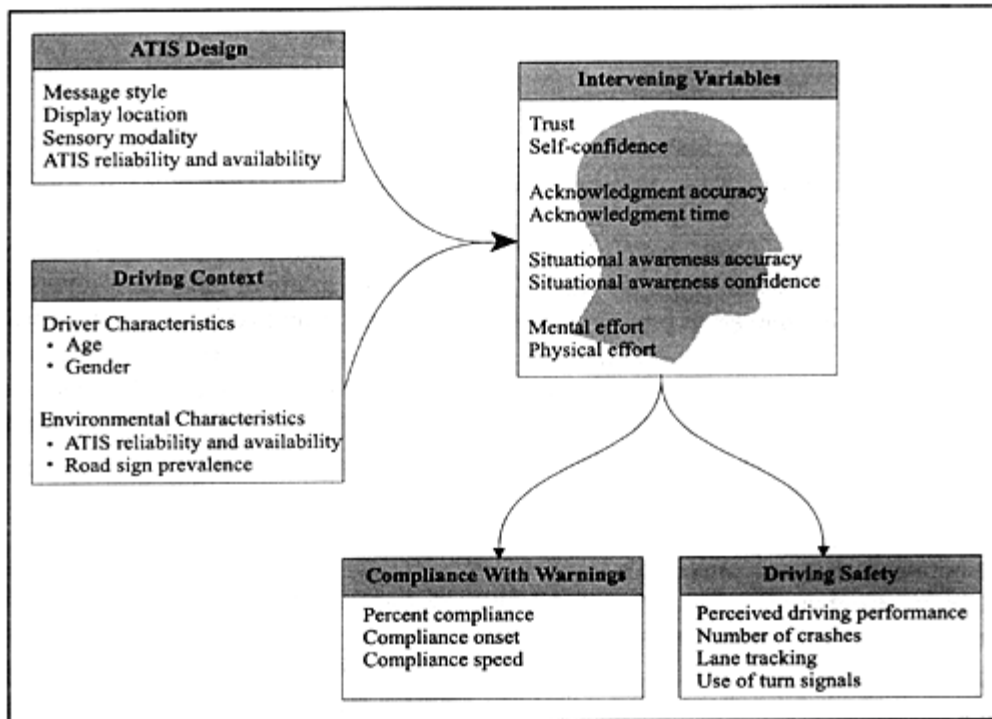 ATIS Design
Message style
Display location
Sensory modality
ATIS reliability and availability
Driving Context
Driver Characteristics
• Age
• Gender
Environmental Characteristics
• ATIS reliability and availability
• Road sign prevalence
Intervening Variables
Trust
Self-confidence
Acknowledgment accuracy
Acknowledgment time
Situational awareness accuracy
Situational awareness confidence
Mental effort
Physical effort
Compliance With Warnings
Percent compliance
Compliance onset
Compliance speed
Driving Safety
Perceived driving performance
Number of crashes
Lane tracking
Use of turn signals